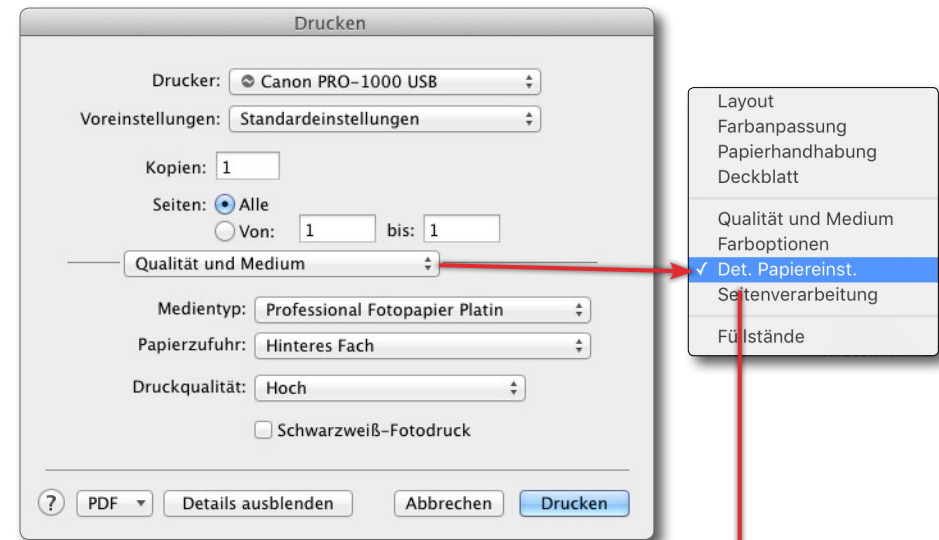 Drucken
Drucker: Canon PRO-1000 USB
Voreinstellungen: Standardeinstellungen
Kopien: 1
Seiten: Alle
Von: 1 bis: 1
Qualität und Medium
Medientyp: Professional Fotopapier Platin
Papierzufuhr: Hinteres Fach
Druckqualität: Hoch
Schwarzweiß-Fotodruck
? PDF Details ausblenden Abbrechen Drucken
Layout
Farbanpassung
Papierhandhabung
Deckblatt
Qualität und Medium
Farboptionen
✓ Det. Papiereinst.
Seitenverarbeitung
Füllstände